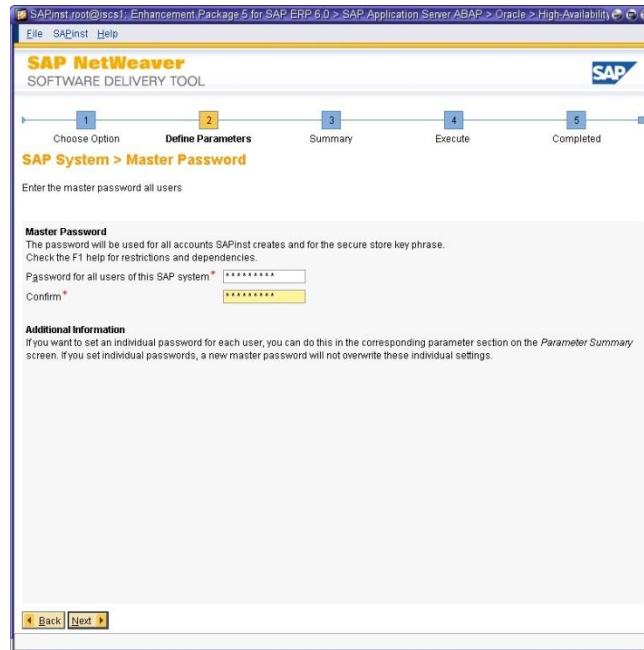 SAPinst root@iscs1: Enhancement Package 5 for SAP ERP 6.0 > SAP Application Server ABAP > Oracle > High-Availability
File SAPinst Help
SAP NetWeaver
SOFTWARE DELIVERY TOOL
SAP
1 2 3 4 5
Choose Option Define Parameters Summary Execute Completed
SAP System > Master Password
Enter the master password all users
Master Password
The password will be used for all accounts SAPinst creates and for the secure store key phrase.
Check the F1 help for restrictions and dependencies.
Password for all users of this SAP system* *********
Confirm* *********
Additional Information
If you want to set an individual password for each user, you can do this in the corresponding parameter section on the Parameter Summary
screen. If you set individual passwords, a new master password will not overwrite these individual settings.
Back Next